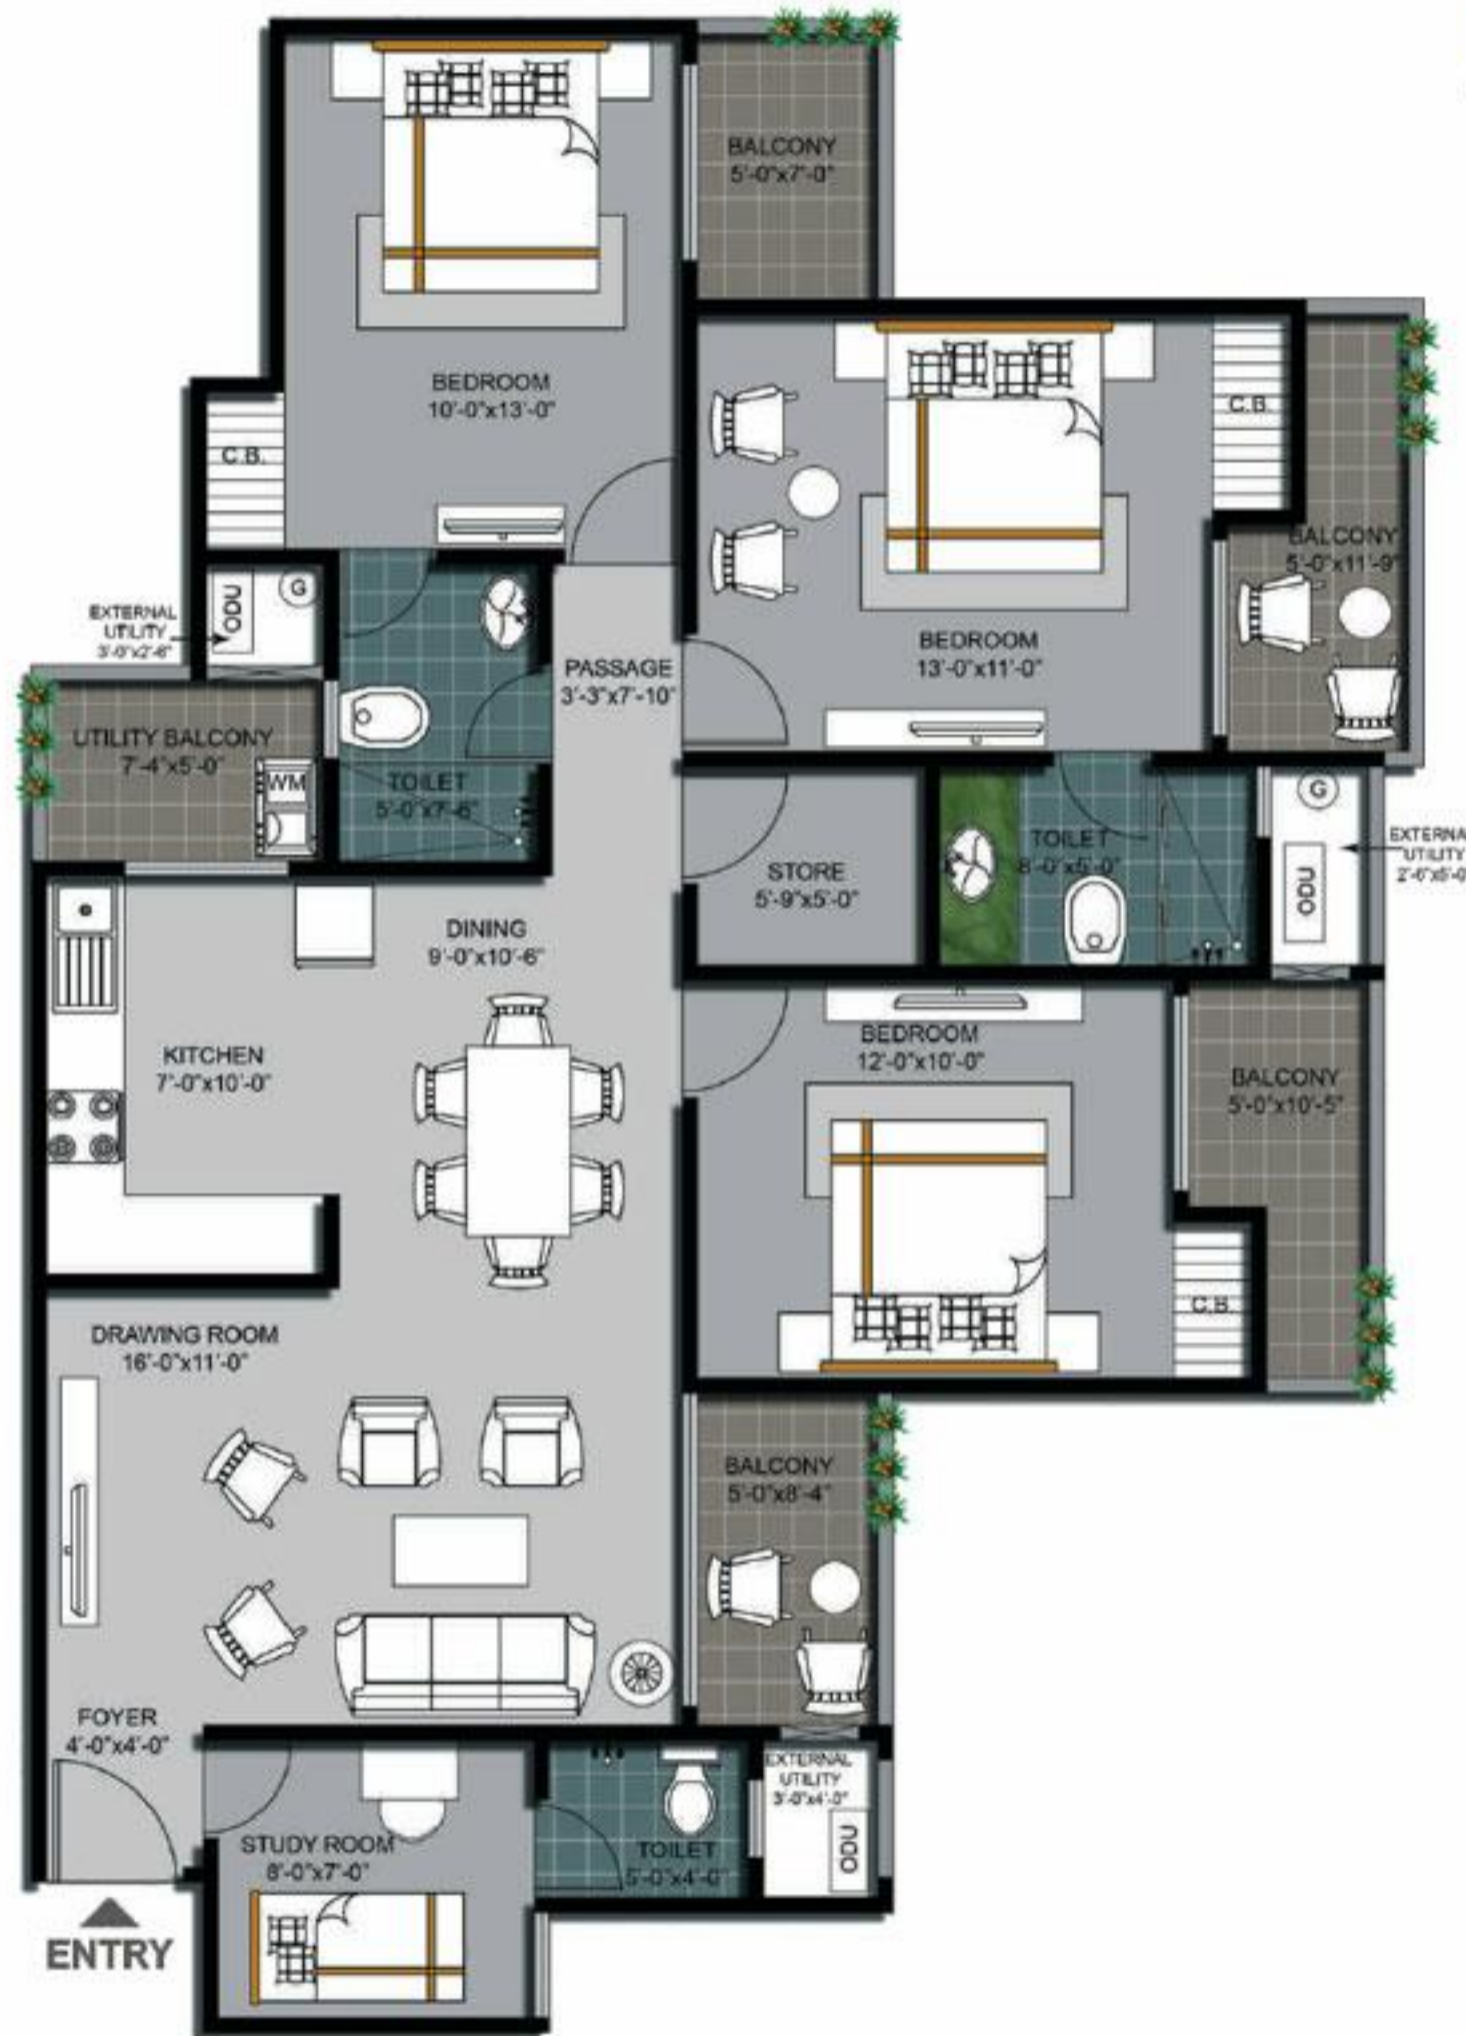 BALCONY
5'-0"x7'-0"
BEDROOM
10'-0"x13'-0"
C.B.
C.B.
BALCONY
5'-0"x11'-9"
ODU
G
EXTERNAL
UTILITY
3'-0"x2'-6"
BEDROOM
13'-0"x11'-0"
PASSAGE
3'-3"x7'-10"
UTILITY BALCONY
7'-4"x5'-0"
WM
TOILET
5'-0"x7'-6"
G
TOILET
8'-0"x5'-0"
EXTERNA
UTILITY
2'-6"x5'-0
ODU
STORE
5'-9"x5'-0"
DINING
9'-0"x10'-6"
KITCHEN
7'-0"x10'-0"
BEDROOM
12'-0"x10'-0"
BALCONY
5'-0"x10'-5"
C.B.
DRAWING ROOM
16'-0"x11'-0"
BALCONY
5'-0"x8'-4"
FOYER
4'-0"x4'-0"
EXTERNAL
UTILITY
3'-0"x4'-0"
ODU
STUDY ROOM
8'-0"x7'-0"
TOILET
5'-0"x4'-0"
ENTRY